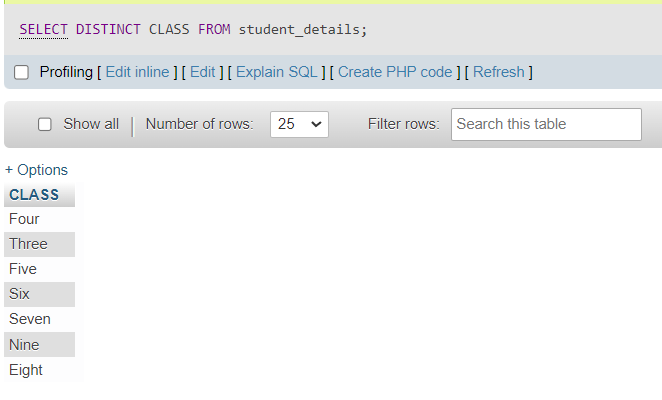 SELECT DISTINCT CLASS FROM student_details;
Profiling [ Edit inline ] [ Edit ] [ Explain SQL ] [ Create PHP code ] [ Refresh ]
Show all | Number of rows: 25 Filter rows: Search this table
+ Options
CLASS
Four
Three
Five
Six
Seven
Nine
Eight